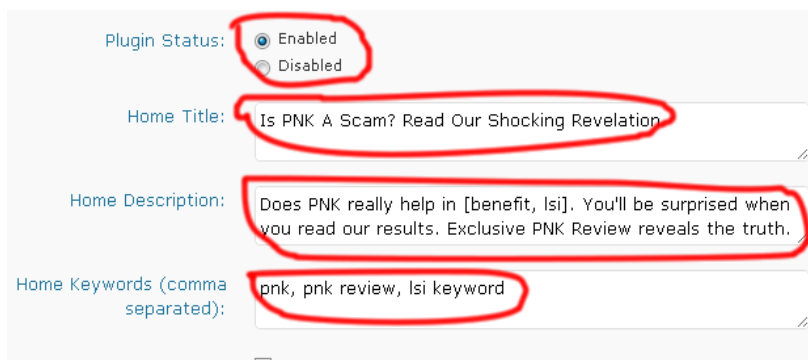 Plugin Status:
Enabled
Disabled
Home Title:
Is PNK A Scam? Read Our Shocking Revelation
Home Description:
Does PNK really help in [benefit, lsi]. You'll be surprised when
you read our results. Exclusive PNK Review reveals the truth.
Home Keywords (comma
separated):
pnk, pnk review, lsi keyword